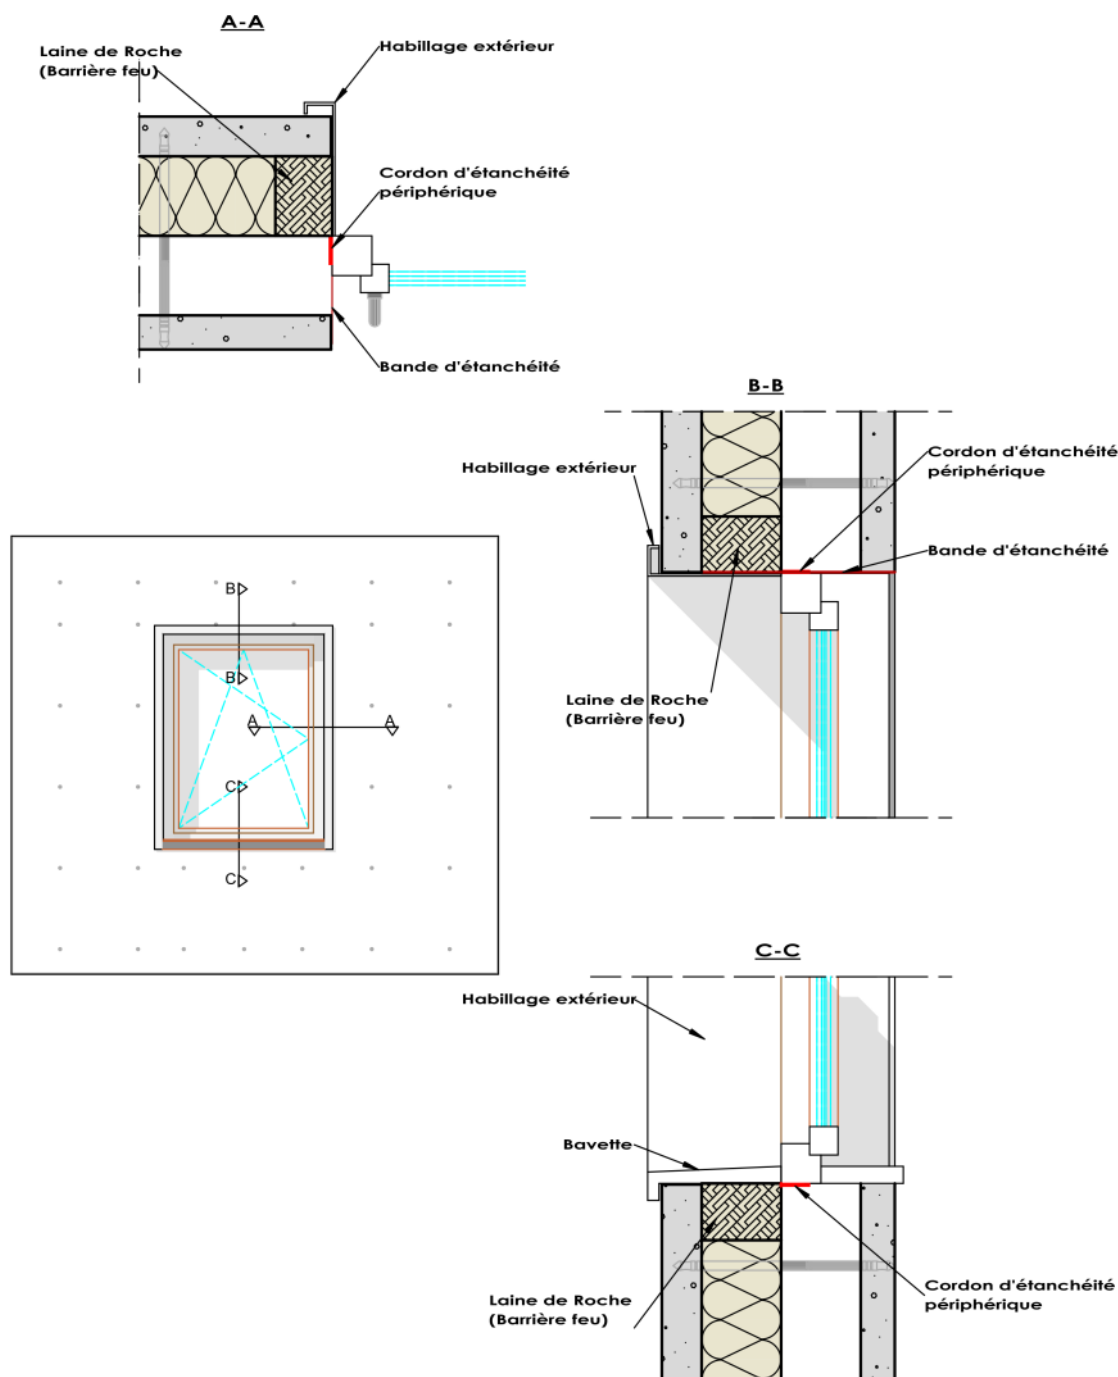 A-A
Laine de Roche
(Barrière feu)
Habillage extérieur
Cordon d'étanchéité
périphérique
Bande d'étanchéité
B-B
Habillage extérieur
Cordon d'étanchéité
périphérique
Bande d'étanchéité
Laine de Roche
(Barrière feu)
B
B
A
A
C
C
C-C
Habillage extérieur
Bavette
Laine de Roche
(Barrière feu)
Cordon d'étanchéité
périphérique